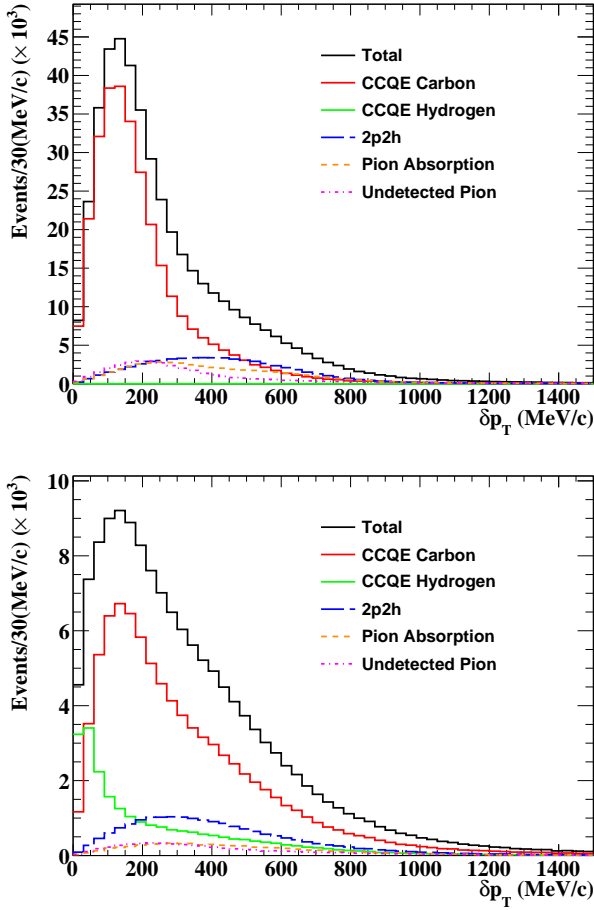 Events/30(MeV/c) (× 10³)
45
40
35
30
25
20
15
10
5
0
Total
CCQE Carbon
CCQE Hydrogen
2p2h
Pion Absorption
Undetected Pion
0 200 400 600 800 1000 1200 1400
δp_T (MeV/c)
Events/30(MeV/c) (× 10³)
10
8
6
4
2
0
Total
CCQE Carbon
CCQE Hydrogen
2p2h
Pion Absorption
Undetected Pion
0 200 400 600 800 1000 1200 1400
δp_T (MeV/c)